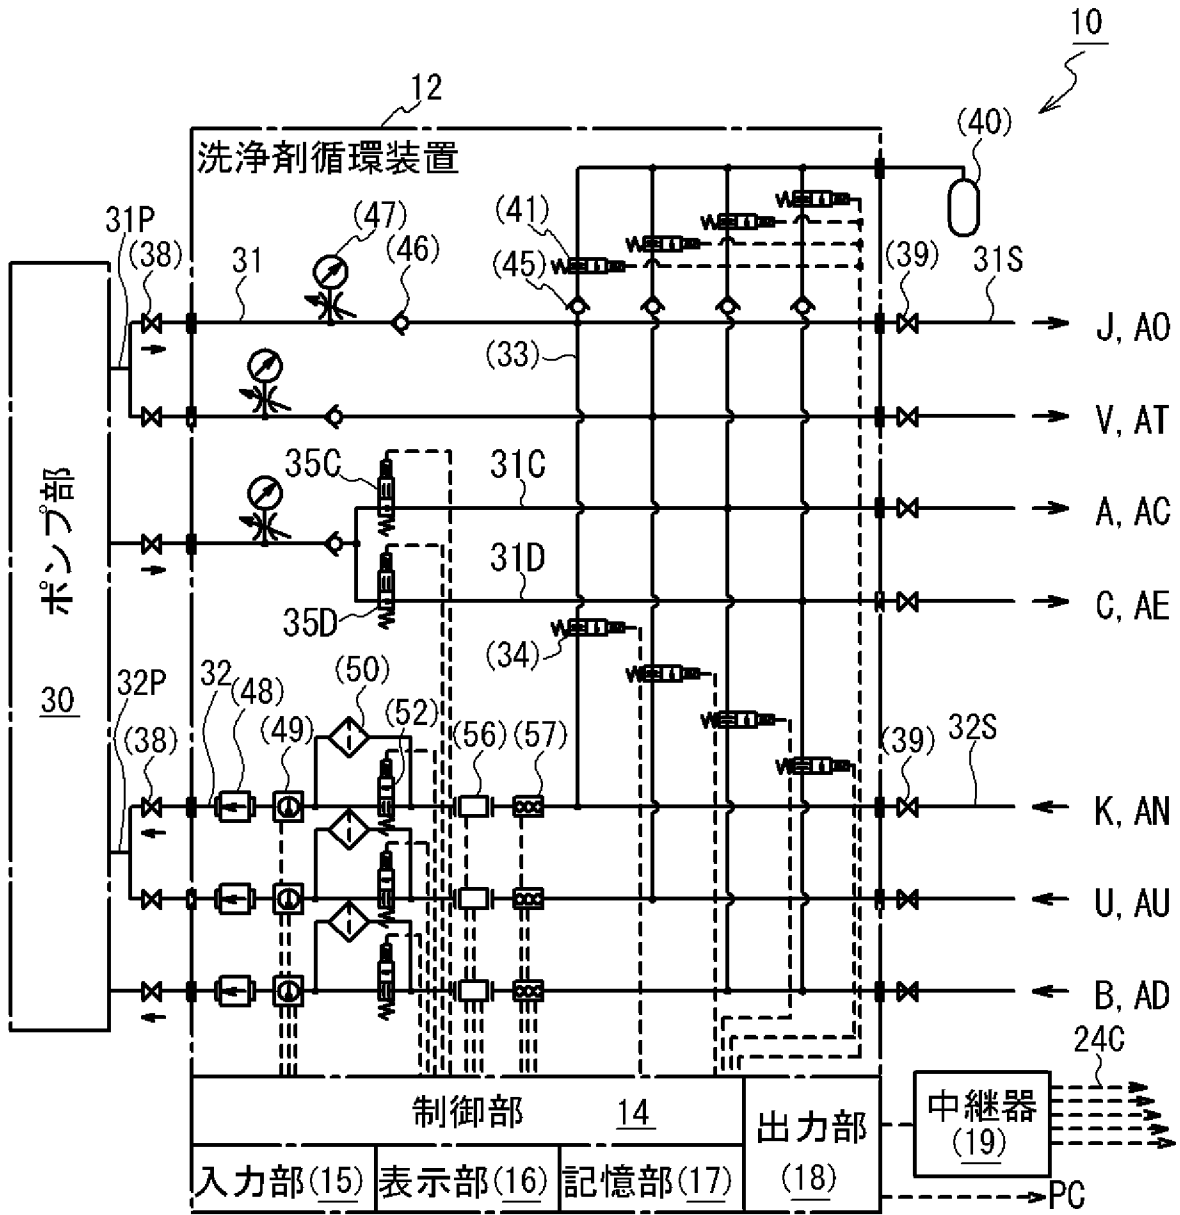 10
12
(40)
洗浄剤循環装置
31P
(38)
31
(47)
(46)
(41)
(45)
(39)
31S
J, AO
(33)
V, AT
35C
31C
A, AC
ポンプ部
30
31D
35D
C, AE
(34)
32P
(38)
32
(48)
(49)
(50)
(52)
(56)
(57)
(39)
32S
K, AN
U, AU
B, AD
24C
制御部 14
出力部
(18)
中継器
(19)
入力部(15)
表示部(16)
記憶部(17)
PC